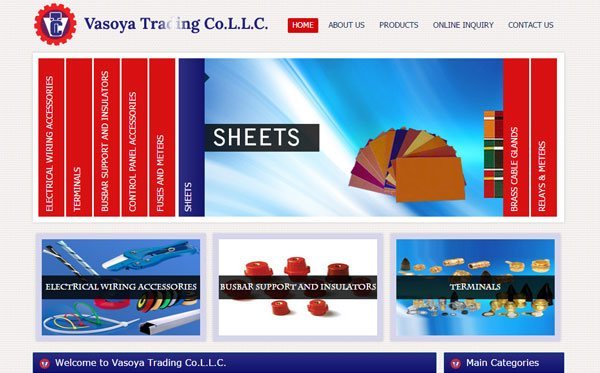 Vasoya Trading Co.L.L.C.
HOME ABOUT US PRODUCTS ONLINE INQUIRY CONTACT US
ELECTRICAL WIRING ACCESSORIES
TERMINALS
BUSBAR SUPPORT AND INSULATORS
CONTROL PANEL ACCESSORIES
FUSES AND METERS
SHEETS
SHEETS
BRASS CABLE GLANDS
RELAYS & METERS
ELECTRICAL WIRING ACCESSORIES
BUSBAR SUPPORT AND INSULATORS
TERMINALS
Welcome to Vasoya Trading Co.L.L.C.
Main Categories